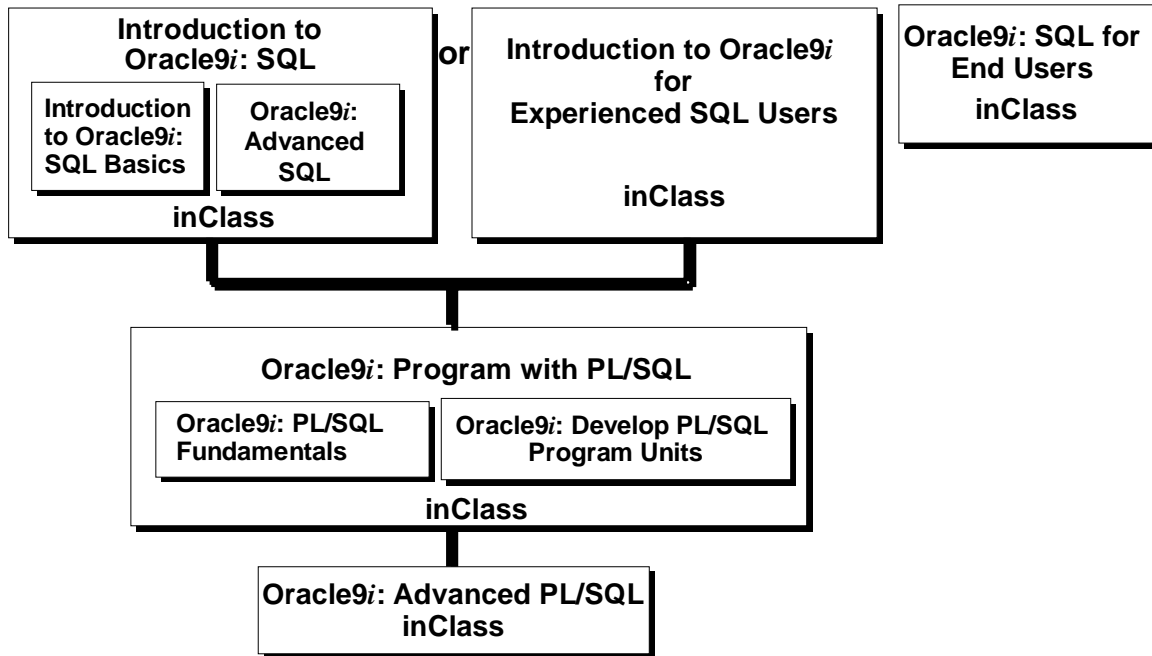 Introduction to
Oracle9i: SQL
Introduction
to Oracle9i:
SQL Basics
Oracle9i:
Advanced
SQL
inClass
or
Introduction to Oracle9i
for
Experienced SQL Users
inClass
Oracle9i: SQL for
End Users
inClass
Oracle9i: Program with PL/SQL
Oracle9i: PL/SQL
Fundamentals
Oracle9i: Develop PL/SQL
Program Units
inClass
Oracle9i: Advanced PL/SQL
inClass